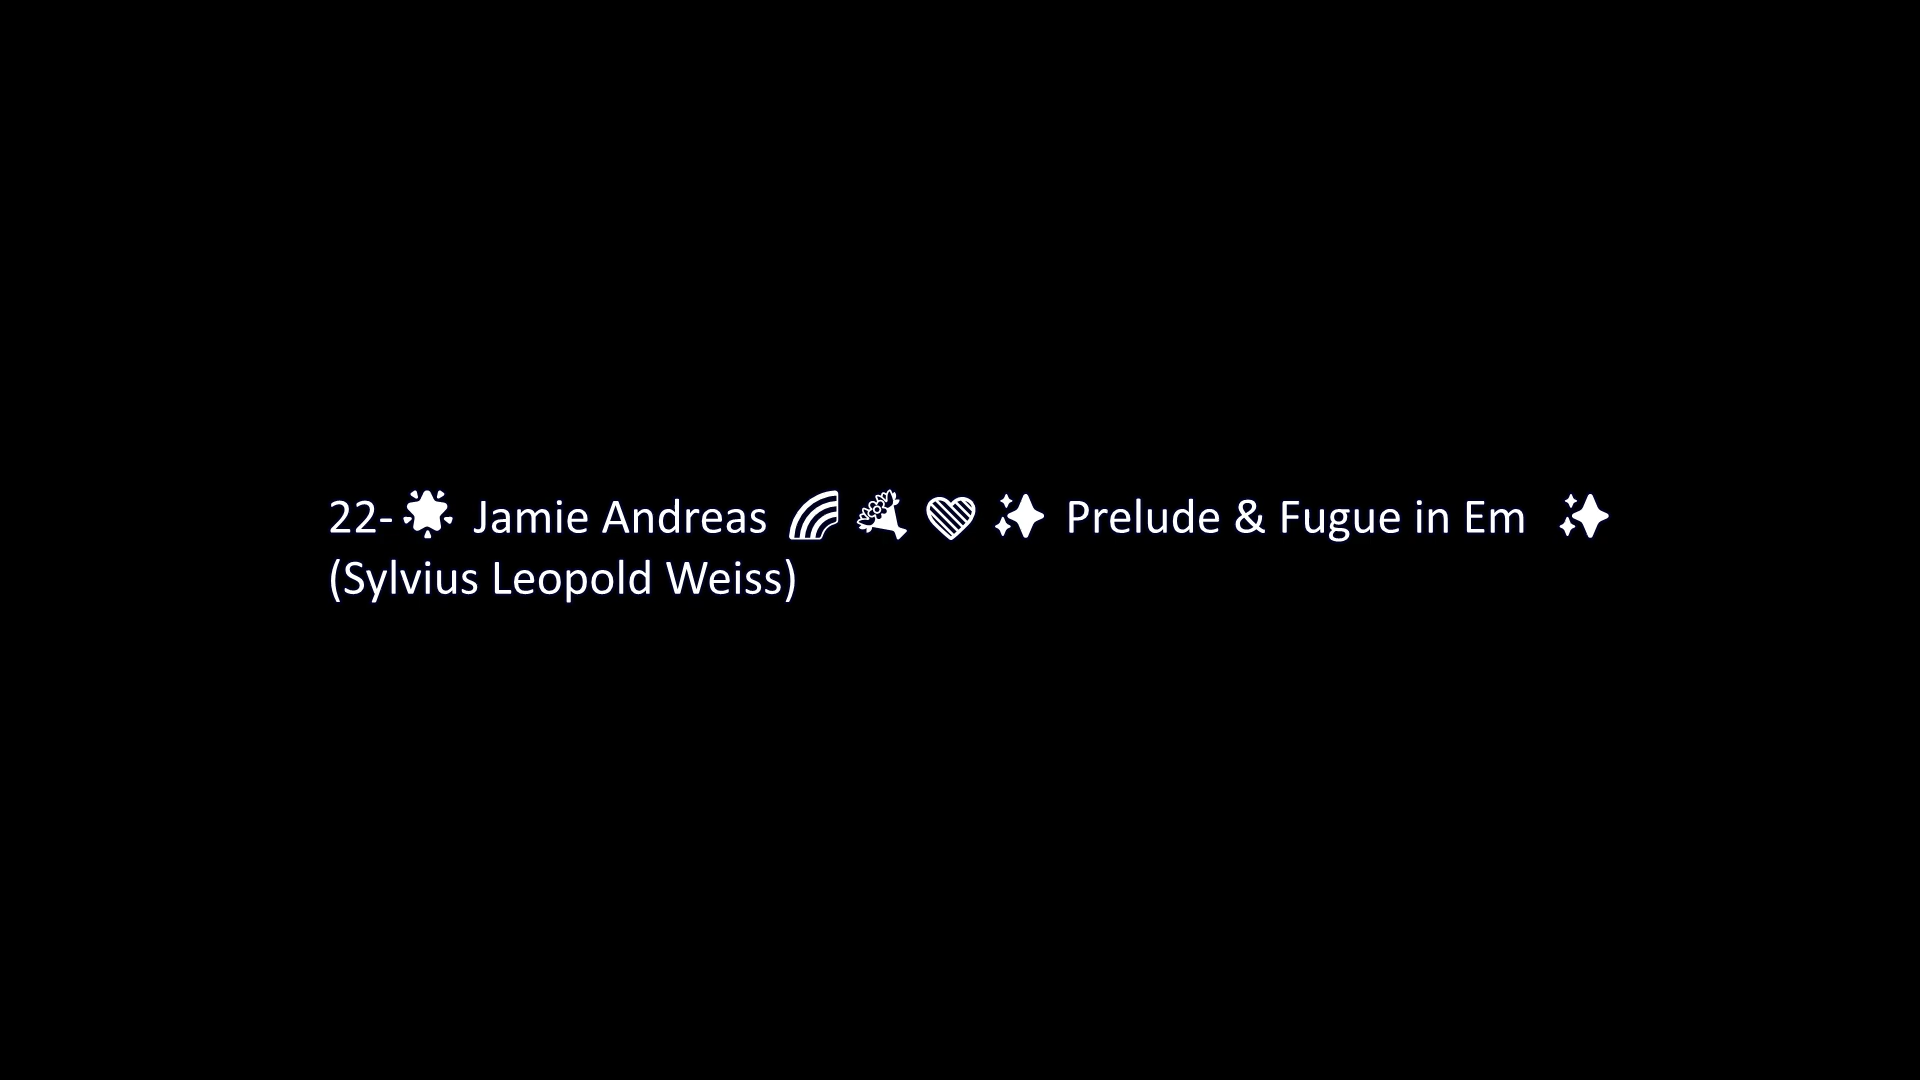 22-🌟 Jamie Andreas 🌈 💐 💜 ✨ Prelude & Fugue in Em ✨
(Sylvius Leopold Weiss)